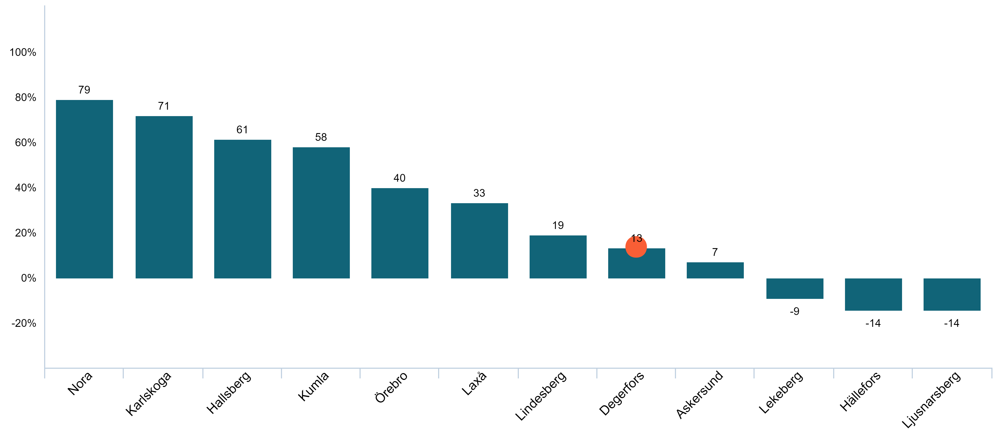 100%
80%
60%
40%
20%
0%
-20%
79
71
61
58
40
33
19
13
7
-9
-14
-14
Nora
Karlskoga
Hallsberg
Kumla
Örebro
Laxå
Lindesberg
Degerfors
Askersund
Lekeberg
Hällefors
Ljusnarsberg